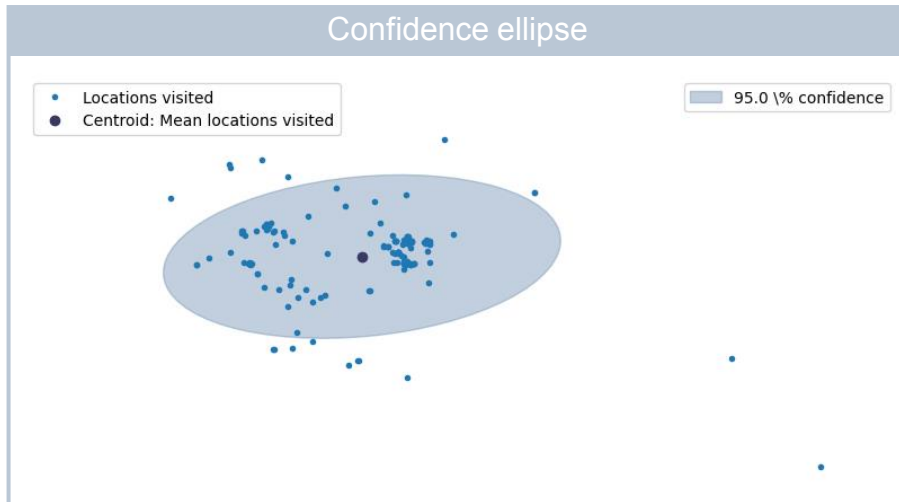 Confidence ellipse
Locations visited
Centroid: Mean locations visited
95.0 \% confidence